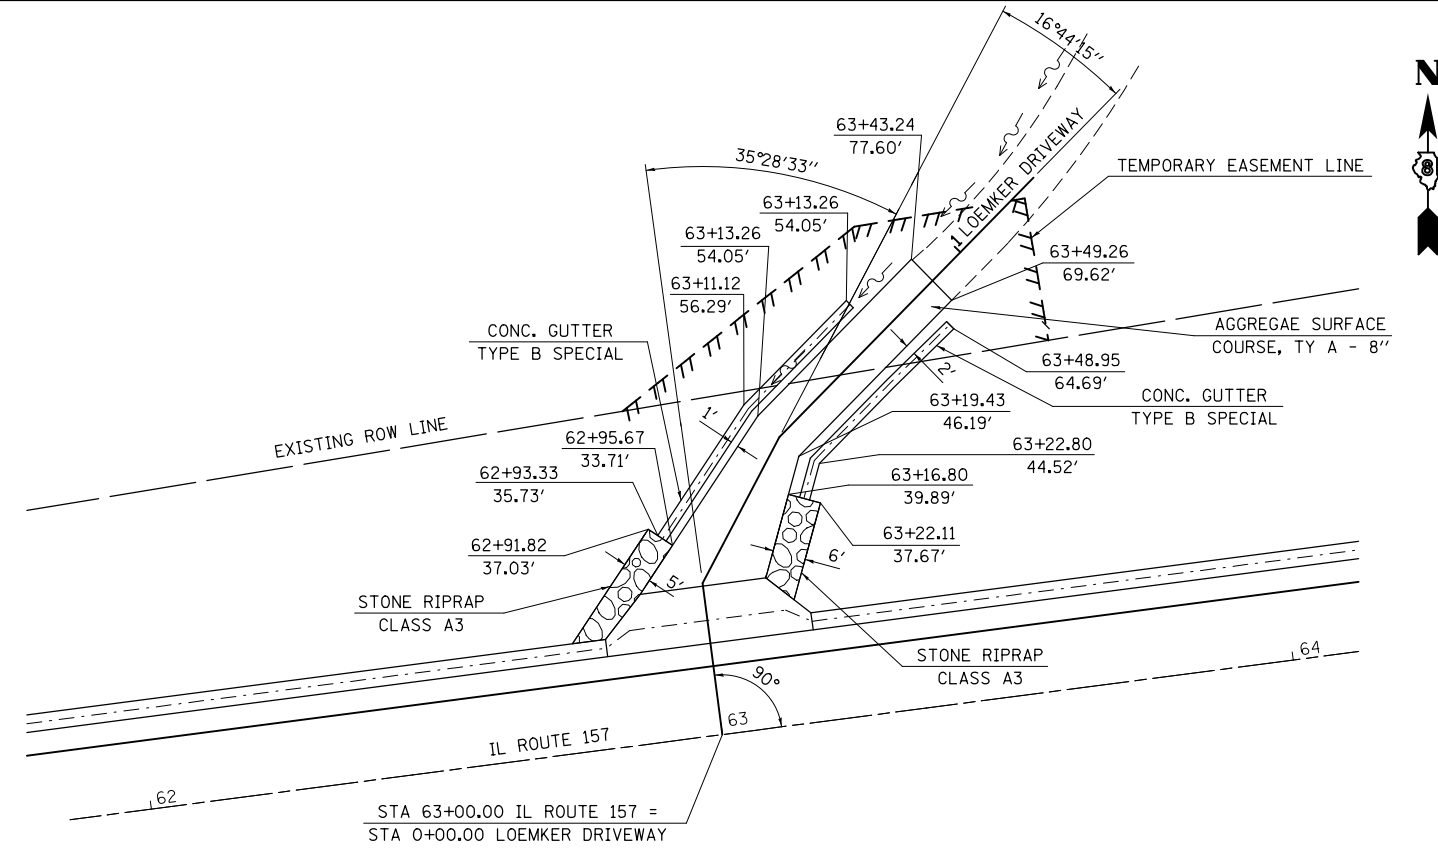 16°44'15"
N
8
63+43.24
77.60'
35°28'33"
1 LOEMKER DRIVEWAY
TEMPORARY EASEMENT LINE
63+13.26
54.05'
63+13.26
54.05'
63+49.26
69.62'
63+11.12
56.29'
CONC. GUTTER
TYPE B SPECIAL
AGGREGAE SURFACE
COURSE, TY A - 8"
63+48.95
64.69'
2'
CONC. GUTTER
TYPE B SPECIAL
63+19.43
46.19'
1'
EXISTING ROW LINE
62+95.67
33.71'
63+22.80
44.52'
62+93.33
35.73'
63+16.80
39.89'
62+91.82
37.03'
63+22.11
37.67'
6'
5'
STONE RIPRAP
CLASS A3
STONE RIPRAP
CLASS A3
64
90°
63
IL ROUTE 157
62
STA 63+00.00 IL ROUTE 157 =
STA 0+00.00 LOEMKER DRIVEWAY